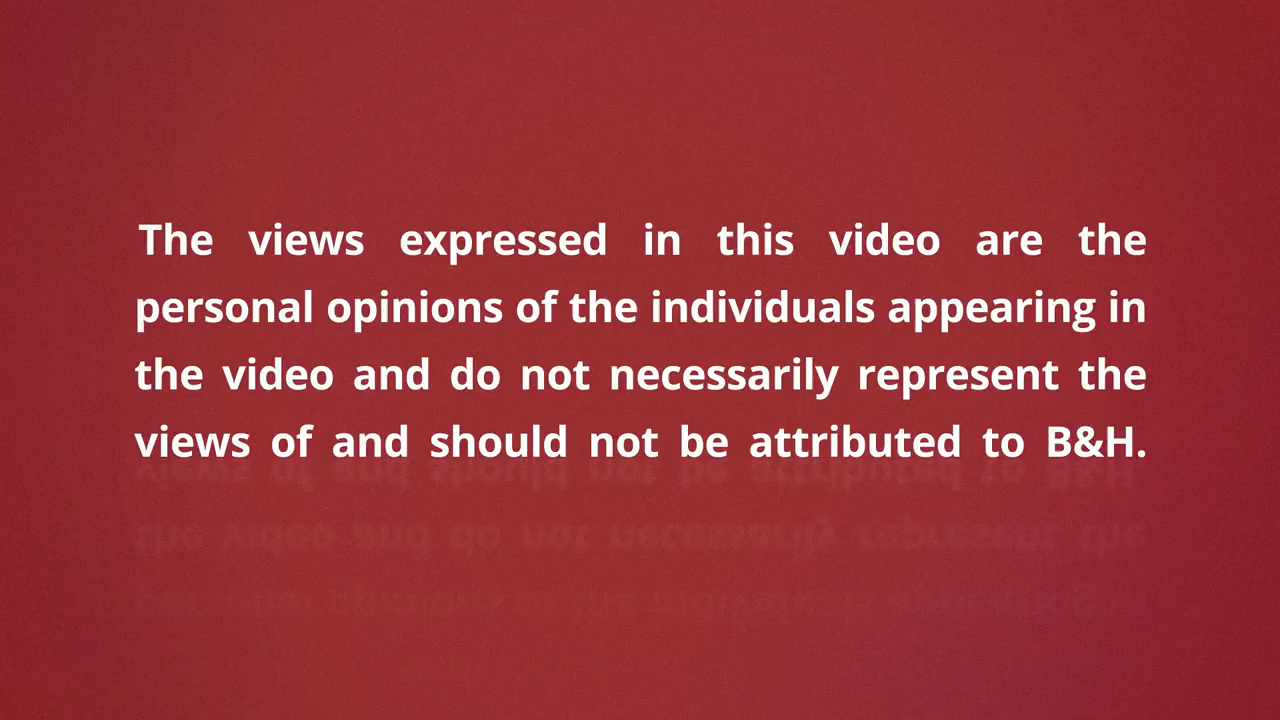 The views expressed in this video are the
personal opinions of the individuals appearing in
the video and do not necessarily represent the
views of and should not be attributed to B&H.